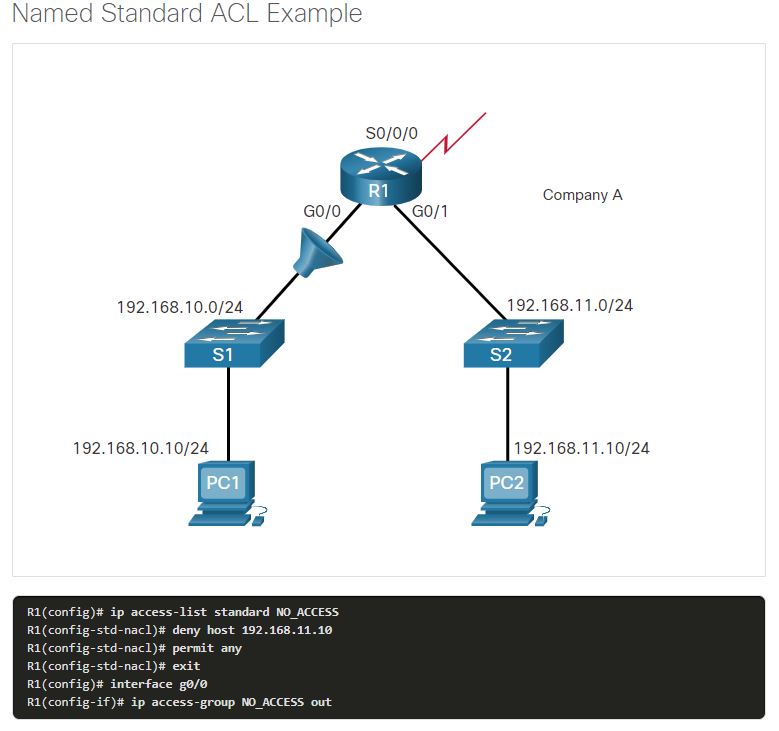 Named Standard ACL Example
S0/0/0
R1
Company A
G0/0
G0/1
192.168.10.0/24
192.168.11.0/24
S1
S2
192.168.10.10/24
192.168.11.10/24
PC1
PC2
R1(config)# ip access-list standard NO_ACCESS
R1(config-std-nacl)# deny host 192.168.11.10
R1(config-std-nacl)# permit any
R1(config-std-nacl)# exit
R1(config)# interface g0/0
R1(config-if)# ip access-group NO_ACCESS out